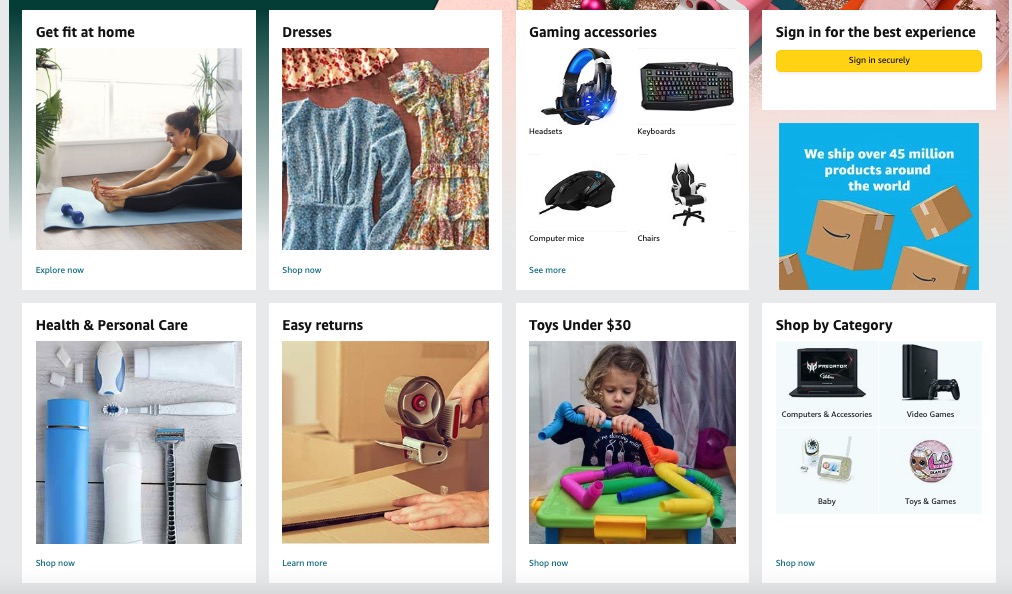 Get fit at home
Explore now
Dresses
Shop now
Gaming accessories
Headsets
Keyboards
Computer mice
Chairs
See more
Sign in for the best experience
Sign in securely
We ship over 45 million
products around
the world
Health & Personal Care
Shop now
Easy returns
Learn more
Toys Under $30
Shop now
Shop by Category
PREDATOR
Computers & Accessories
Video Games
Baby
Toys & Games
Shop now